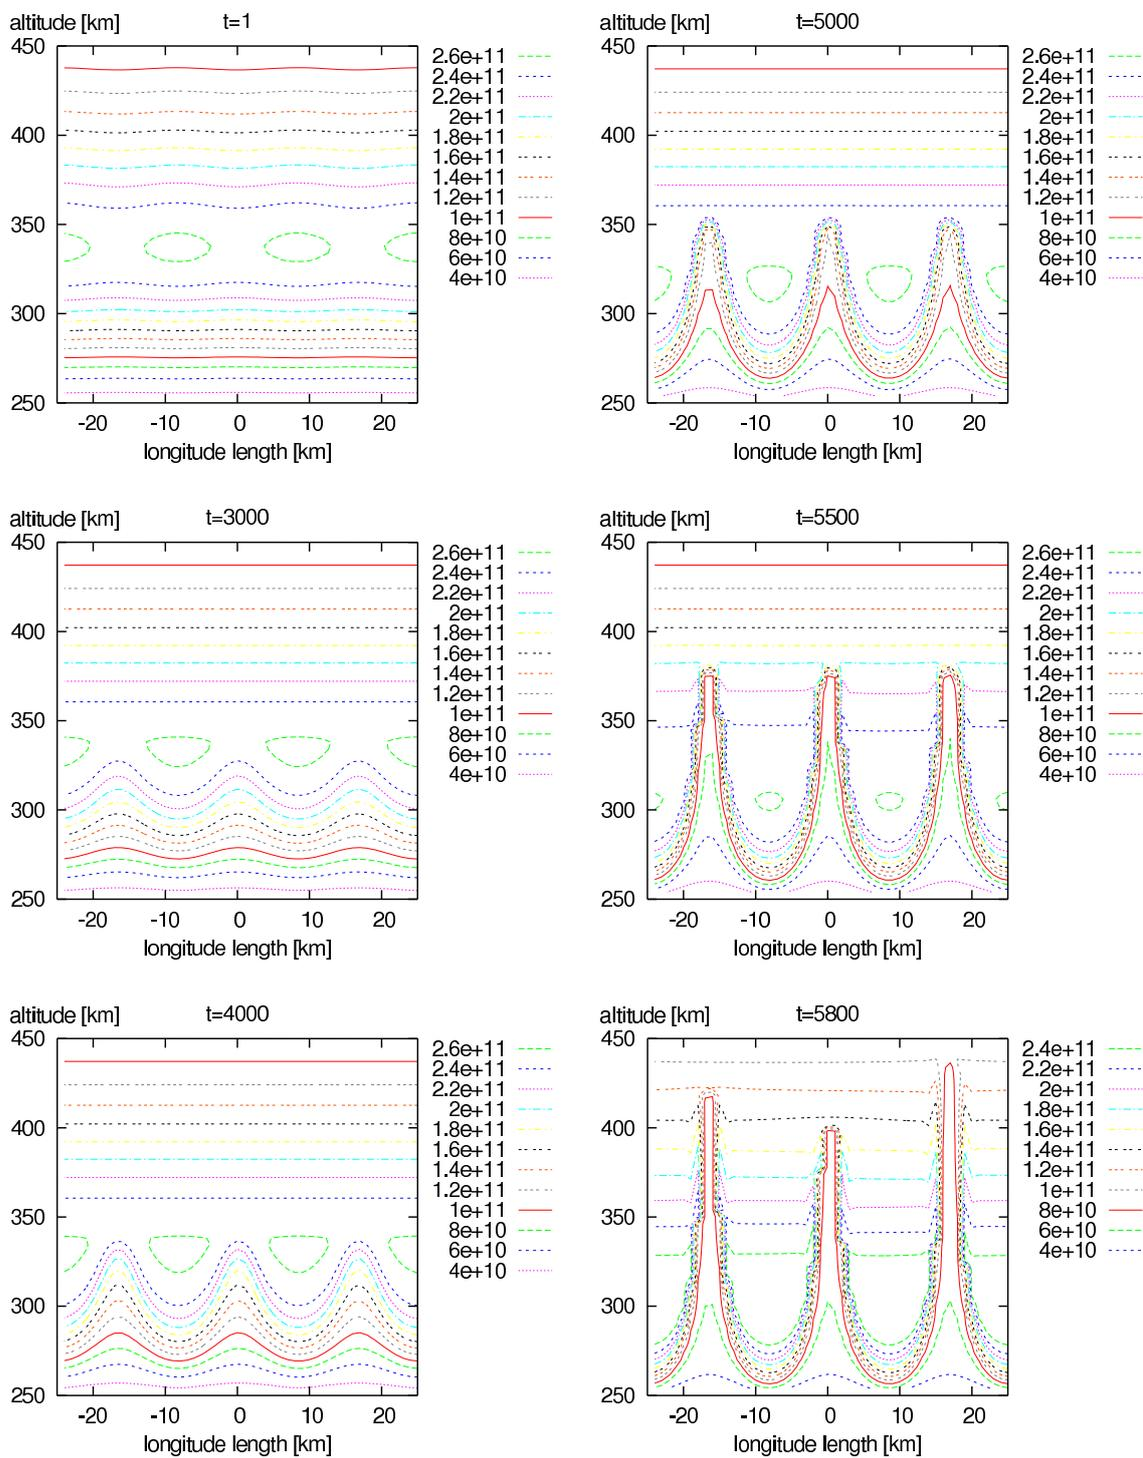 altitude [km] t=1
450
400
350
300
250
-20 -10 0 10 20
longitude length [km]
2.6e+11
2.4e+11
2.2e+11
2e+11
1.8e+11
1.6e+11
1.4e+11
1.2e+11
1e+11
8e+10
6e+10
4e+10
altitude [km] t=5000
450
400
350
300
250
-20 -10 0 10 20
longitude length [km]
2.6e+11
2.4e+11
2.2e+11
2e+11
1.8e+11
1.6e+11
1.4e+11
1.2e+11
1e+11
8e+10
6e+10
4e+10
altitude [km] t=3000
450
400
350
300
250
-20 -10 0 10 20
longitude length [km]
2.6e+11
2.4e+11
2.2e+11
2e+11
1.8e+11
1.6e+11
1.4e+11
1.2e+11
1e+11
8e+10
6e+10
4e+10
altitude [km] t=5500
450
400
350
300
250
-20 -10 0 10 20
longitude length [km]
2.6e+11
2.4e+11
2.2e+11
2e+11
1.8e+11
1.6e+11
1.4e+11
1.2e+11
1e+11
8e+10
6e+10
4e+10
altitude [km] t=4000
450
400
350
300
250
-20 -10 0 10 20
longitude length [km]
2.6e+11
2.4e+11
2.2e+11
2e+11
1.8e+11
1.6e+11
1.4e+11
1.2e+11
1e+11
8e+10
6e+10
4e+10
altitude [km] t=5800
450
400
350
300
250
-20 -10 0 10 20
longitude length [km]
2.4e+11
2.2e+11
2e+11
1.8e+11
1.6e+11
1.4e+11
1.2e+11
1e+11
8e+10
6e+10
4e+10